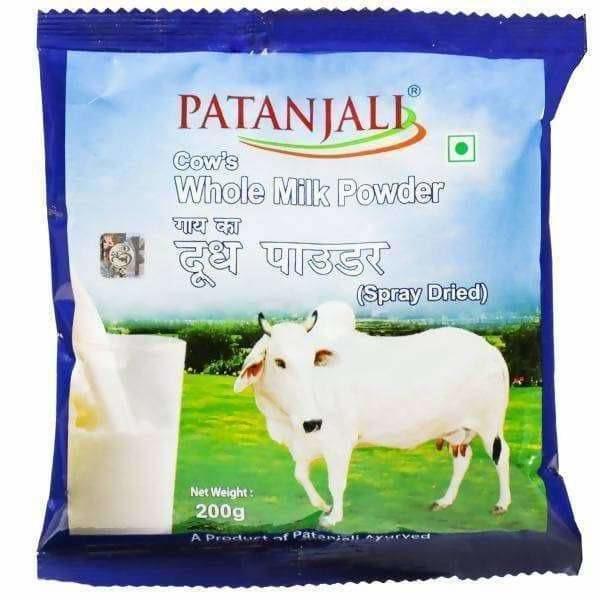 PATANJALI®
Cow's
Whole Milk Powder
गाय का
दूध पाउडर
(Spray Dried)
Net Weight :
200g
A Product of Patanjali Ayurved